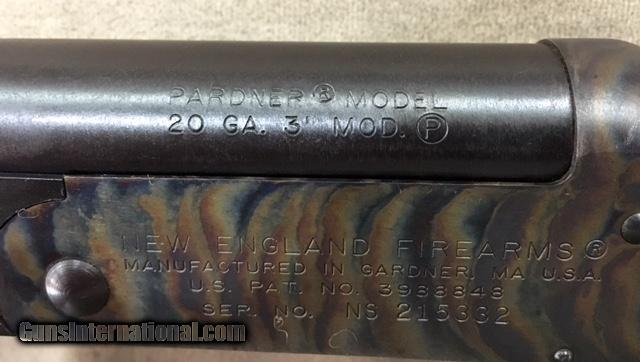 PARDNER® MODEL
20 GA. 3" MOD. Ⓟ
NEW ENGLAND FIREARMS®
MANUFACTURED IN GARDNER, MA U.S.A.
U.S. PAT. NO. 3988848
SER. NO. NS 215332
GunsInternational.com